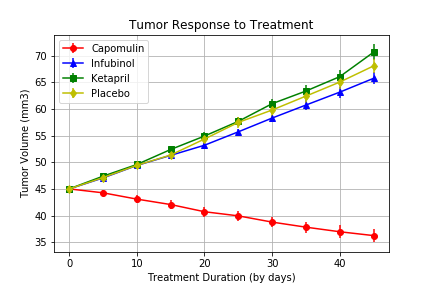 Tumor Response to Treatment
Capomulin
Infubinol
Ketapril
Placebo
Tumor Volume (mm3)
70
65
60
55
50
45
40
35
0
10
20
30
40
Treatment Duration (by days)